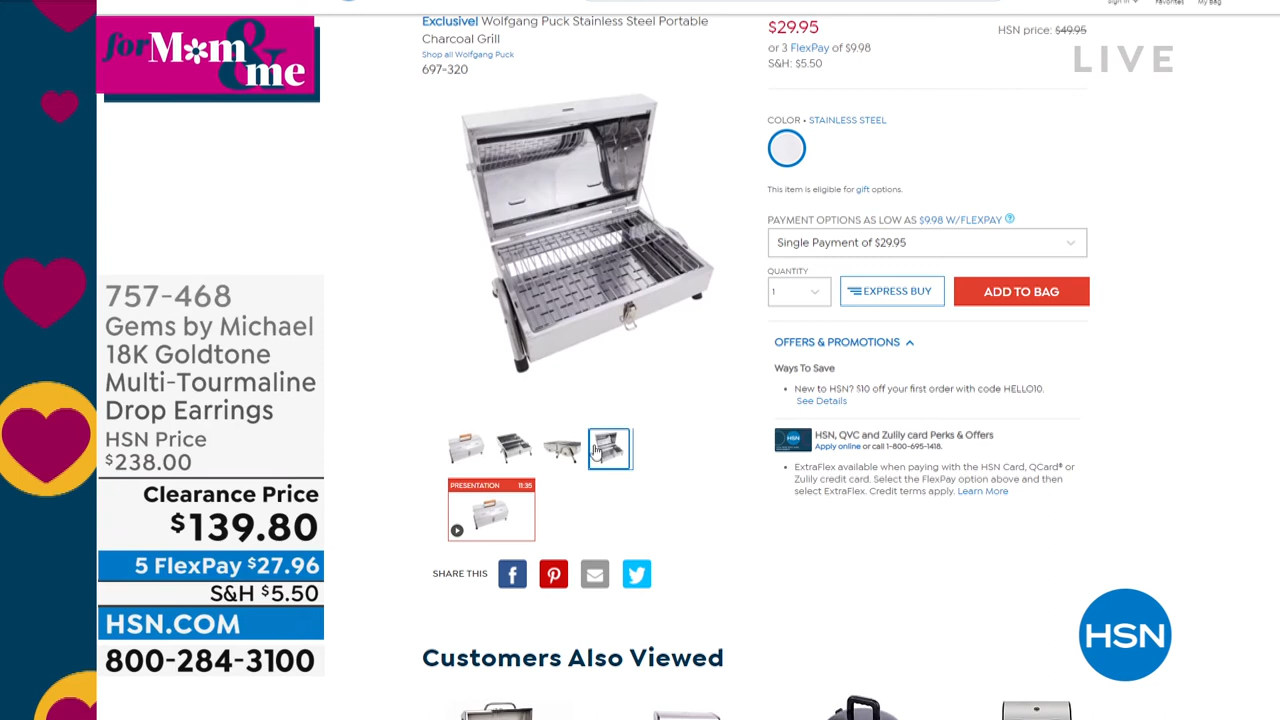 for Mom
& me
757-468
Gems by Michael
18K Goldtone
Multi-Tourmaline
Drop Earrings
HSN Price
$238.00
Clearance Price
$139.80
5 FlexPay $27.96
S&H $5.50
HSN.COM
800-284-3100
Sign in
Favorites
My Bag
Exclusive! Wolfgang Puck Stainless Steel Portable
Charcoal Grill
Shop all Wolfgang Puck
697-320
$29.95
HSN price: $49.95
or 3 FlexPay of $9.98
S&H: $5.50
LIVE
COLOR • STAINLESS STEEL
This item is eligible for gift options.
PAYMENT OPTIONS AS LOW AS $9.98 W/FLEXPAY ?
Single Payment of $29.95
QUANTITY
1
EXPRESS BUY
ADD TO BAG
OFFERS & PROMOTIONS
Ways To Save
• New to HSN? $10 off your first order with code HELLO10.
See Details
HSN, QVC and Zulily card Perks & Offers
Apply online or call 1-800-695-1418.
• ExtraFlex available when paying with the HSN Card, QCard® or
Zulily credit card. Select the FlexPay option above and then
select ExtraFlex. Credit terms apply. Learn More
PRESENTATION 11:35
SHARE THIS
Customers Also Viewed
HSN